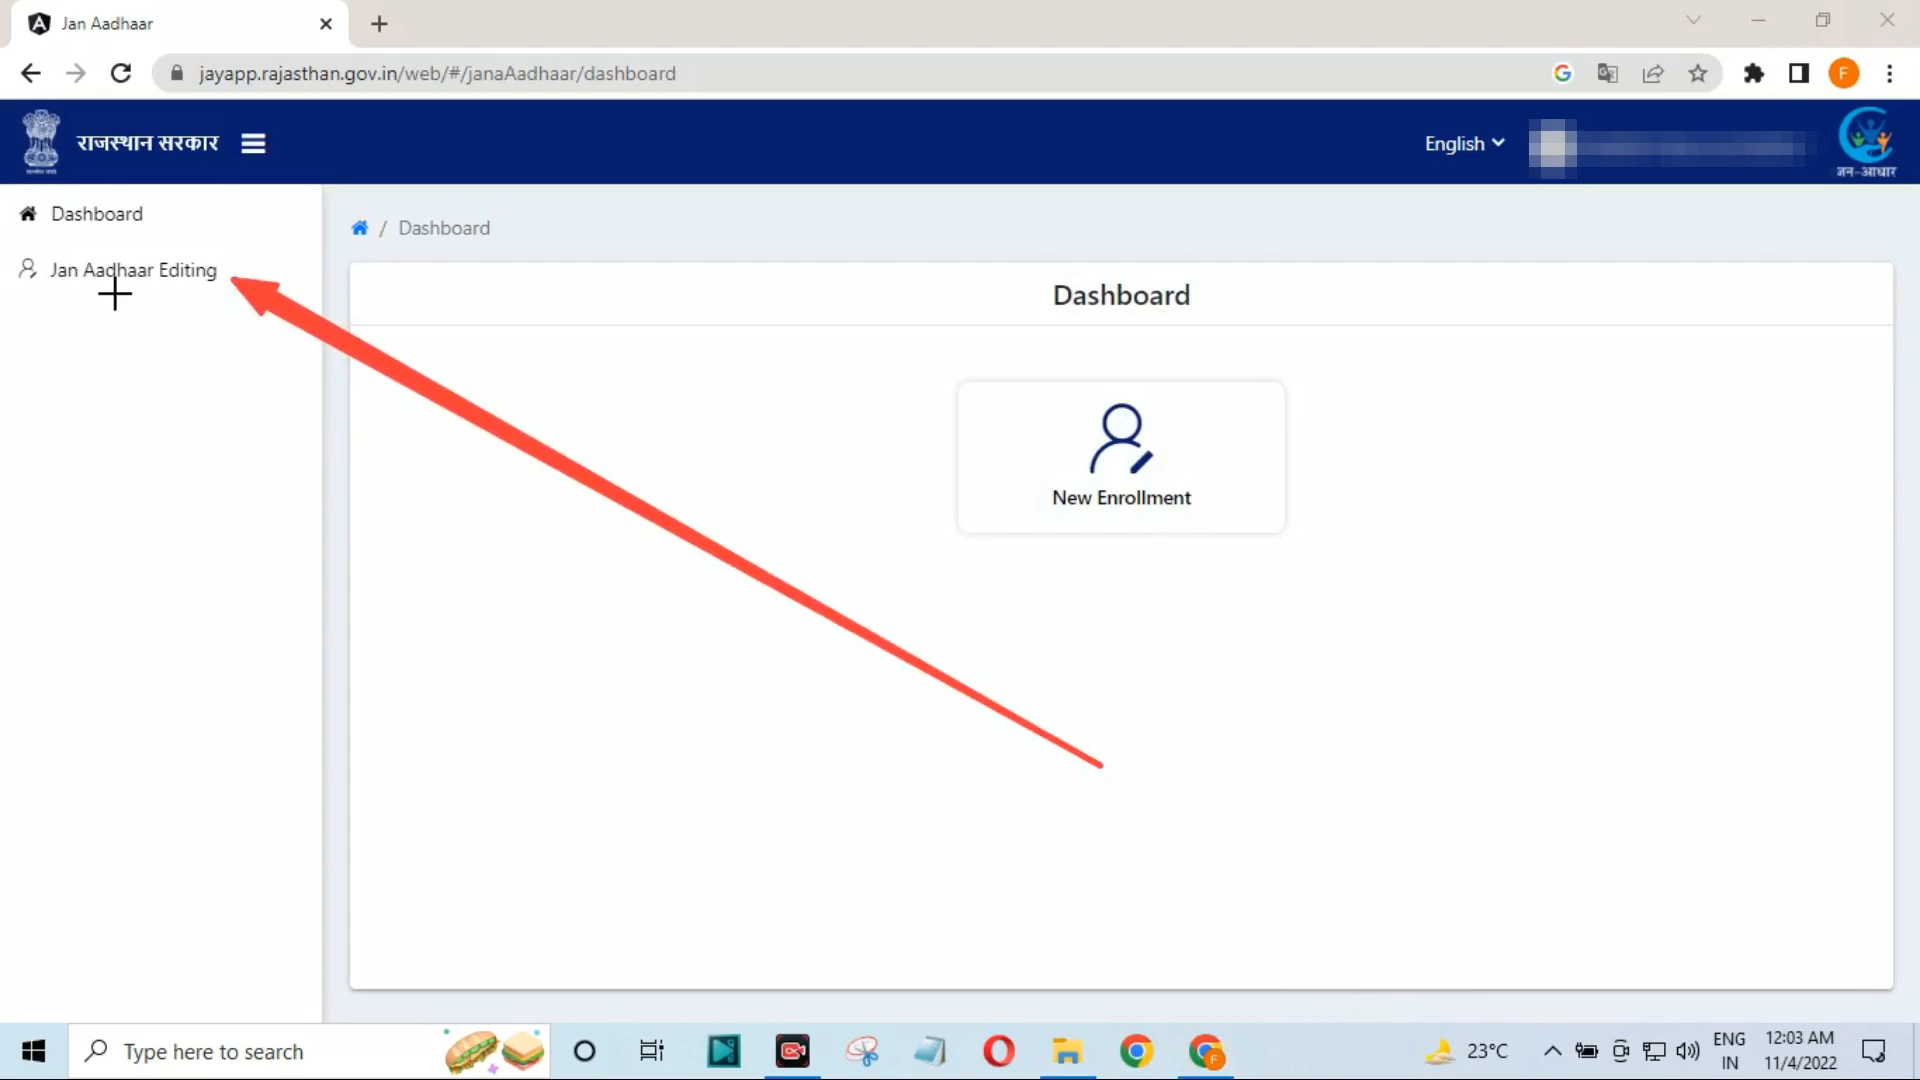 Jan Aadhaar
jayapp.rajasthan.gov.in/web/#/janaAadhaar/dashboard
राजस्थान सरकार
English
जन-आधार
Dashboard
Jan Aadhaar Editing
/ Dashboard
Dashboard
New Enrollment
Type here to search
23°C
ENG
IN
12:03 AM
11/4/2022
F
F